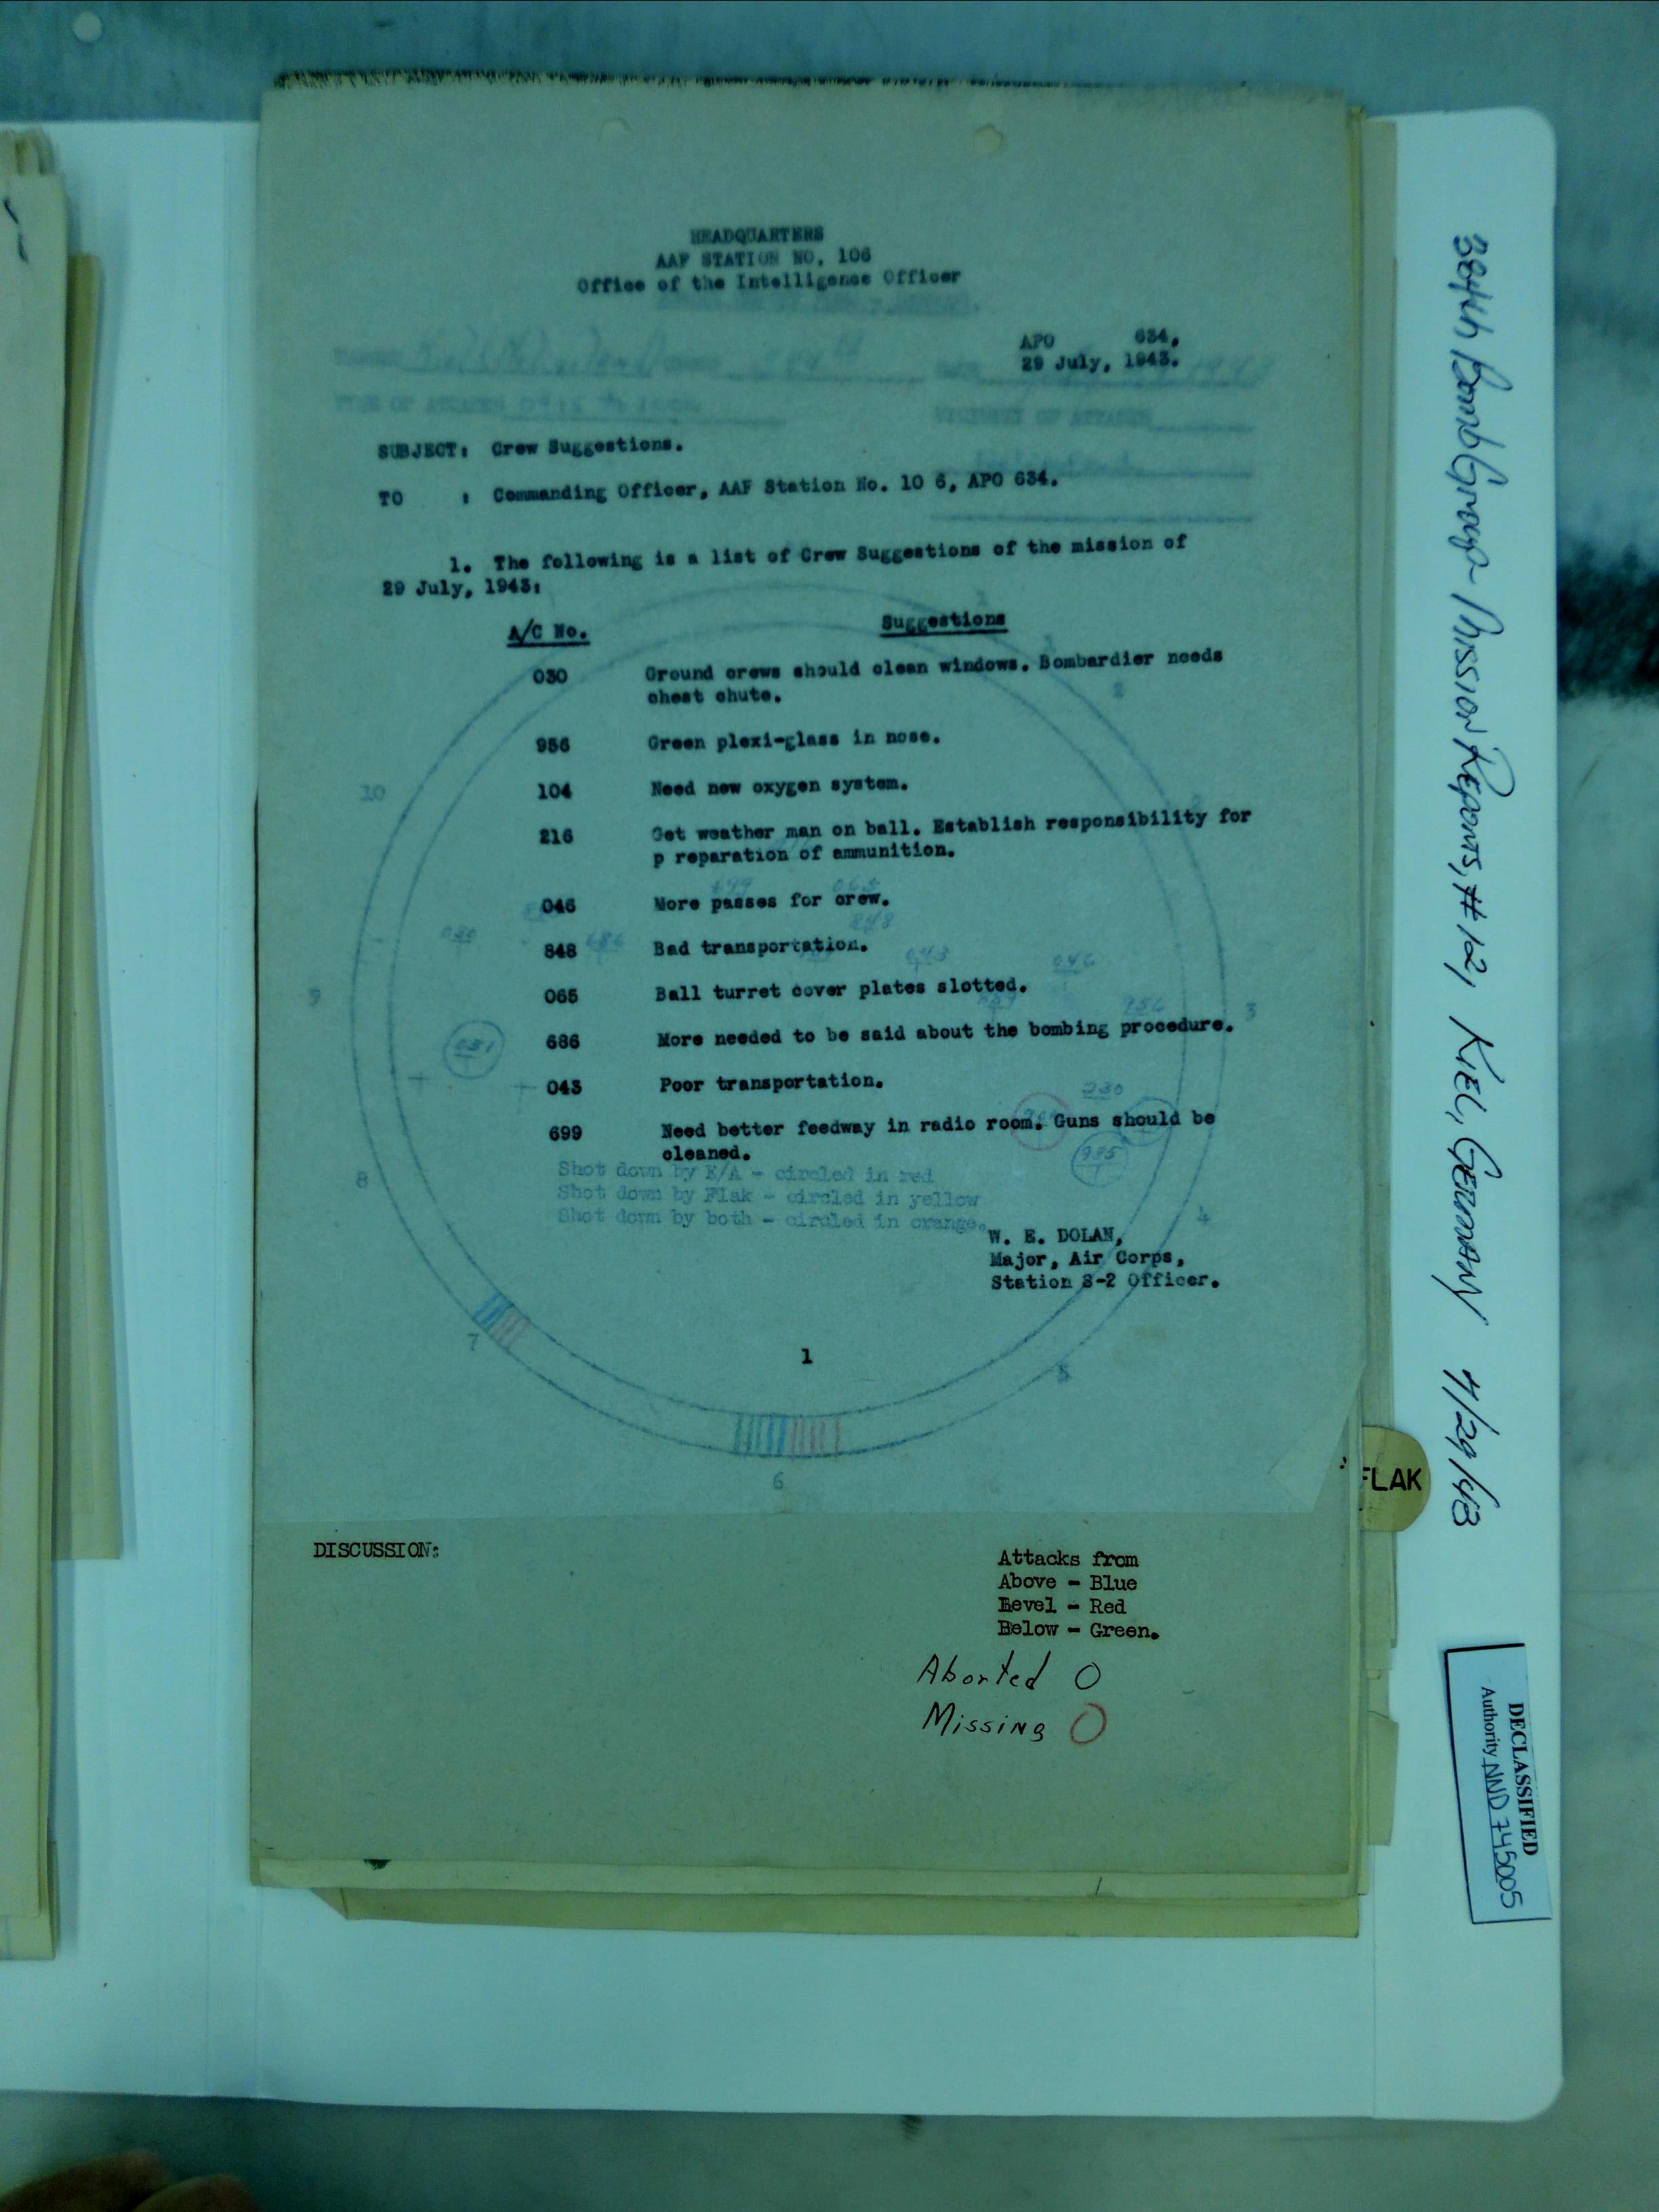 HEADQUARTERS
AAF STATION NO. 106
Office of the Intelligence Officer
APO 634,
29 July, 1943.
SUBJECT: Crew Suggestions.
TO : Commanding Officer, AAF Station No. 10 6, APO 634.
1. The following is a list of Crew Suggestions of the mission of
29 July, 1943:
A/C No. Suggestions
030 Ground crews should clean windows. Bombardier needs
chest chute.
956 Green plexi-glass in nose.
104 Need new oxygen system.
216 Get weather man on ball. Establish responsibility for
p reparation of ammunition.
046 More passes for crew.
848 Bad transportation.
065 Ball turret cover plates slotted.
686 More needed to be said about the bombing procedure.
043 Poor transportation.
699 Need better feedway in radio room. Guns should be
cleaned.
Shot down by E/A - circled in red
Shot down by Flak - circled in yellow
Shot down by both - circled in orange.
W. E. DOLAN,
Major, Air Corps,
Station S-2 Officer.
1
10
9
8
7
6
5
4
3
DISCUSSION:
Attacks from
Above - Blue
Level - Red
Below - Green.
Aborted O
Missing O
FLAK
384th Bomb Group - Mission Reports, #12, KIEL, GERMANY 7/29/43
DECLASSIFIED
Authority NND 745005